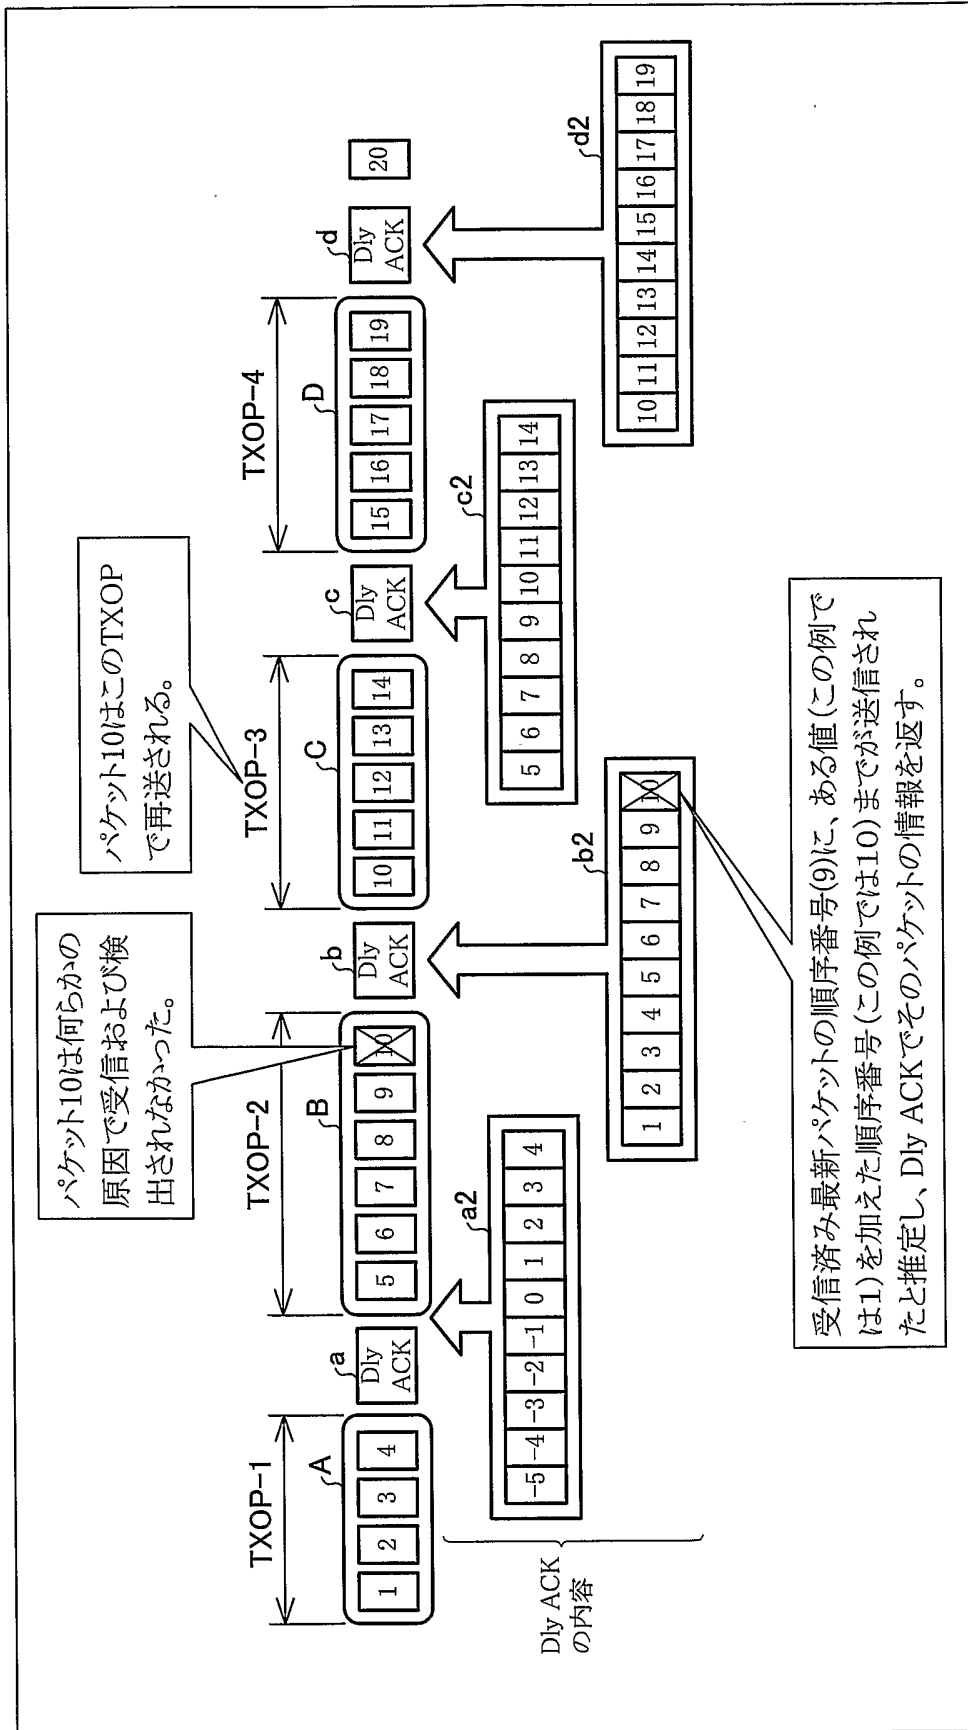 パケット10は何らかの
原因で受信および検
出されなかった。
パケット10はこのTXOP
で再送される。
TXOP-1
TXOP-2
TXOP-3
TXOP-4
A
a
B
b
C
c
D
d
1 2 3 4
Dly
ACK
5 6 7 8 9 10
Dly
ACK
10 11 12 13 14
Dly
ACK
15 16 17 18 19
Dly
ACK
20
Dly ACK
の内容
a2
-5 -4 -3 -2 -1 0 1 2 3 4
b2
1 2 3 4 5 6 7 8 9 10
c2
5 6 7 8 9 10 11 12 13 14
d2
10 11 12 13 14 15 16 17 18 19
受信済み最新パケットの順序番号(9)に、ある値(この例で
は1)を加えた順序番号(この例では10)までが送信され
たと推定し、Dly ACKでそのパケットの情報を返す。